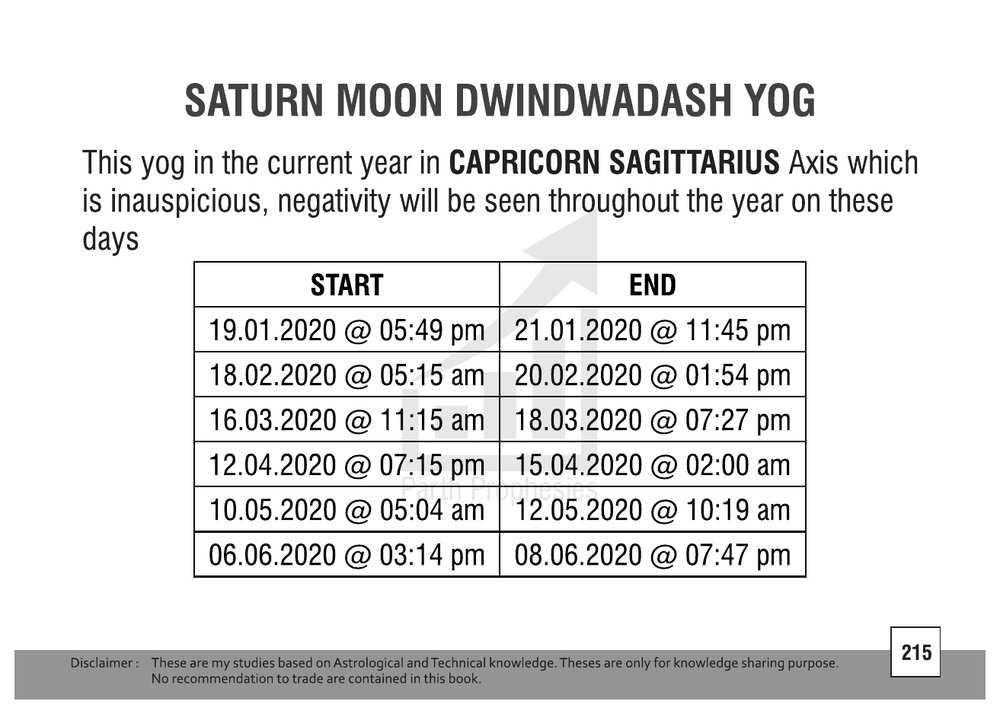 SATURN MOON DWINDWADASH YOG
This yog in the current year in CAPRICORN SAGITTARIUS Axis which
is inauspicious, negativity will be seen throughout the year on these
days
START END
19.01.2020 @ 05:49 pm 21.01.2020 @ 11:45 pm
18.02.2020 @ 05:15 am 20.02.2020 @ 01:54 pm
16.03.2020 @ 11:15 am 18.03.2020 @ 07:27 pm
12.04.2020 @ 07:15 pm 15.04.2020 @ 02:00 am
Parth Prophesies
10.05.2020 @ 05:04 am 12.05.2020 @ 10:19 am
06.06.2020 @ 03:14 pm 08.06.2020 @ 07:47 pm
215
Disclaimer : These are my studies based on Astrological and Technical knowledge. Theses are only for knowledge sharing purpose.
No recommendation to trade are contained in this book.